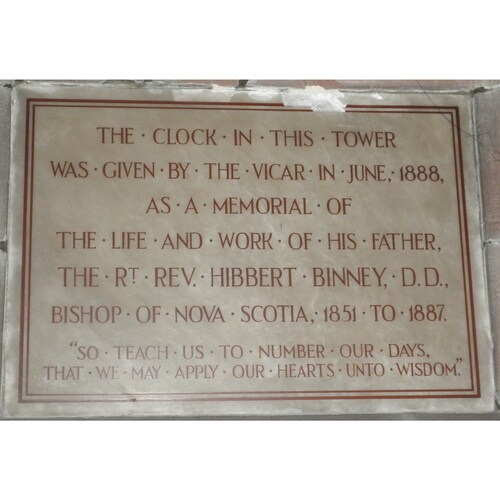 THE · CLOCK · IN · THIS · TOWER
WAS · GIVEN · BY · THE · VICAR · IN · JUNE, · 1888,
AS · A · MEMORIAL · OF
THE · LIFE · AND · WORK · OF · HIS · FATHER,
THE · RT. REV. · HIBBERT · BINNEY, · D.D.,
BISHOP · OF · NOVA · SCOTIA, · 1851 · TO · 1887.
"SO · TEACH · US · TO · NUMBER · OUR · DAYS,
THAT · WE · MAY · APPLY · OUR · HEARTS · UNTO · WISDOM."